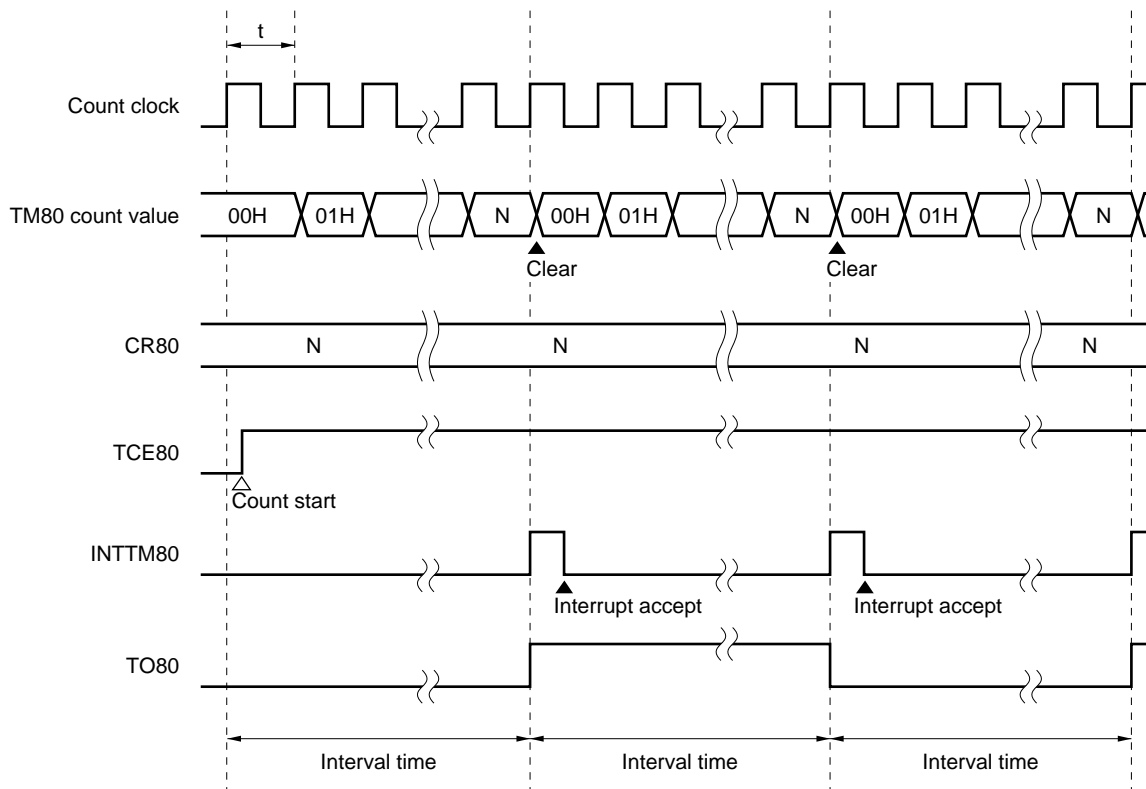 t
Count clock
TM80 count value 00H 01H N 00H 01H N 00H 01H N
Clear Clear
CR80 N N N N
TCE80
Count start
INTTM80
Interrupt accept Interrupt accept
TO80
Interval time Interval time Interval time